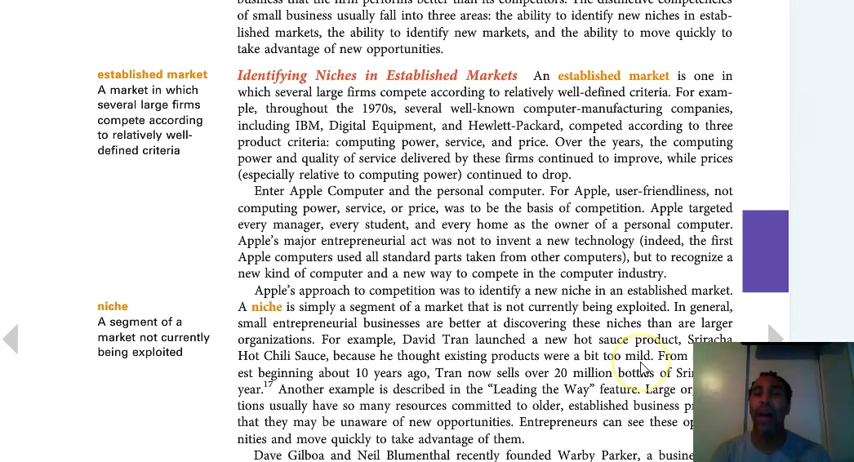 business that the firm performs better than its competitors. The distinctive competencies
of small business usually fall into three areas: the ability to identify new niches in estab-
lished markets, the ability to identify new markets, and the ability to move quickly to
take advantage of new opportunities.
established market
A market in which
several large firms
compete according
to relatively well-
defined criteria
Identifying Niches in Established Markets An established market is one in
which several large firms compete according to relatively well-defined criteria. For exam-
ple, throughout the 1970s, several well-known computer-manufacturing companies,
including IBM, Digital Equipment, and Hewlett-Packard, competed according to three
product criteria: computing power, service, and price. Over the years, the computing
power and quality of service delivered by these firms continued to improve, while prices
(especially relative to computing power) continued to drop.
Enter Apple Computer and the personal computer. For Apple, user-friendliness, not
computing power, service, or price, was to be the basis of competition. Apple targeted
every manager, every student, and every home as the owner of a personal computer.
Apple's major entrepreneurial act was not to invent a new technology (indeed, the first
Apple computers used all standard parts taken from other computers), but to recognize a
new kind of computer and a new way to compete in the computer industry.
Apple's approach to competition was to identify a new niche in an established market.
niche
A segment of a
market not currently
being exploited
A niche is simply a segment of a market that is not currently being exploited. In general,
small entrepreneurial businesses are better at discovering these niches than are larger
organizations. For example, David Tran launched a new hot sauce product, Sriracha
Hot Chili Sauce, because he thought existing products were a bit too mild. From
est beginning about 10 years ago, Tran now sells over 20 million bottles of Sri
year.17 Another example is described in the "Leading the Way" feature. Large or
tions usually have so many resources committed to older, established business p
that they may be unaware of new opportunities. Entrepreneurs can see these op
nities and move quickly to take advantage of them.
Dave Gilboa and Neil Blumenthal recently founded Warby Parker, a busine